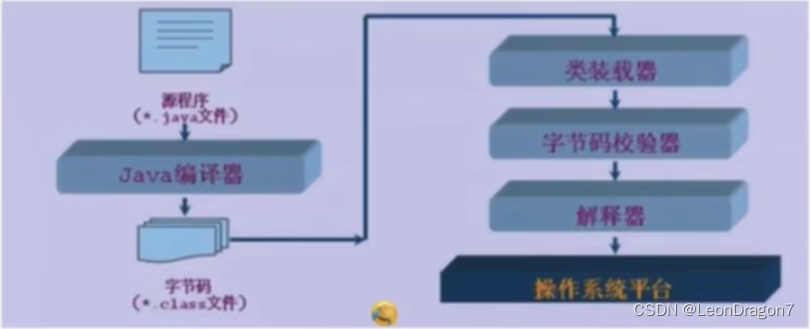 源程序
(*.java文件)
Java编译器
字节码
(*.class文件)
类装载器
字节码校验器
解释器
操作系统平台
CSDN @LeonDragon7